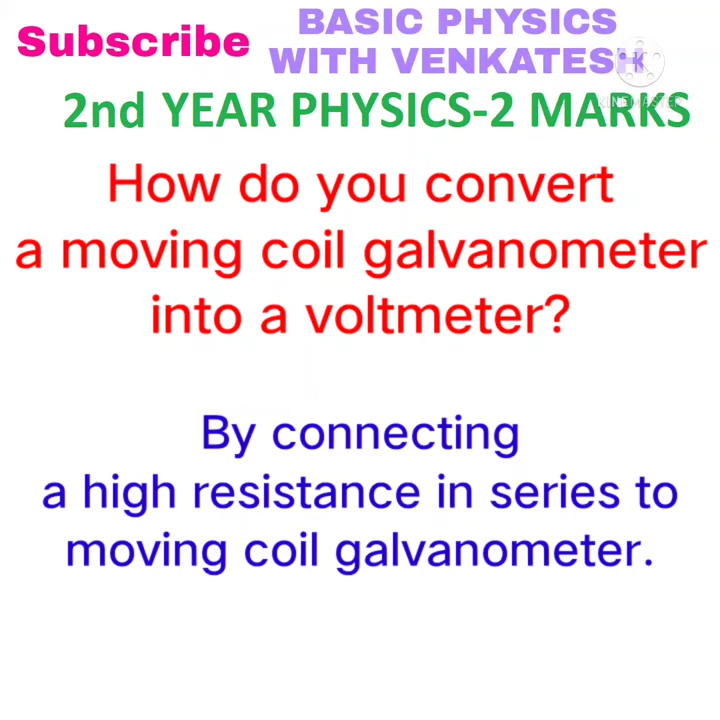 Subscribe
BASIC PHYSICS
WITH VENKATESH
K
KINEMASTER
2nd YEAR PHYSICS-2 MARKS
How do you convert
a moving coil galvanometer
into a voltmeter?
By connecting
a high resistance in series to
moving coil galvanometer.